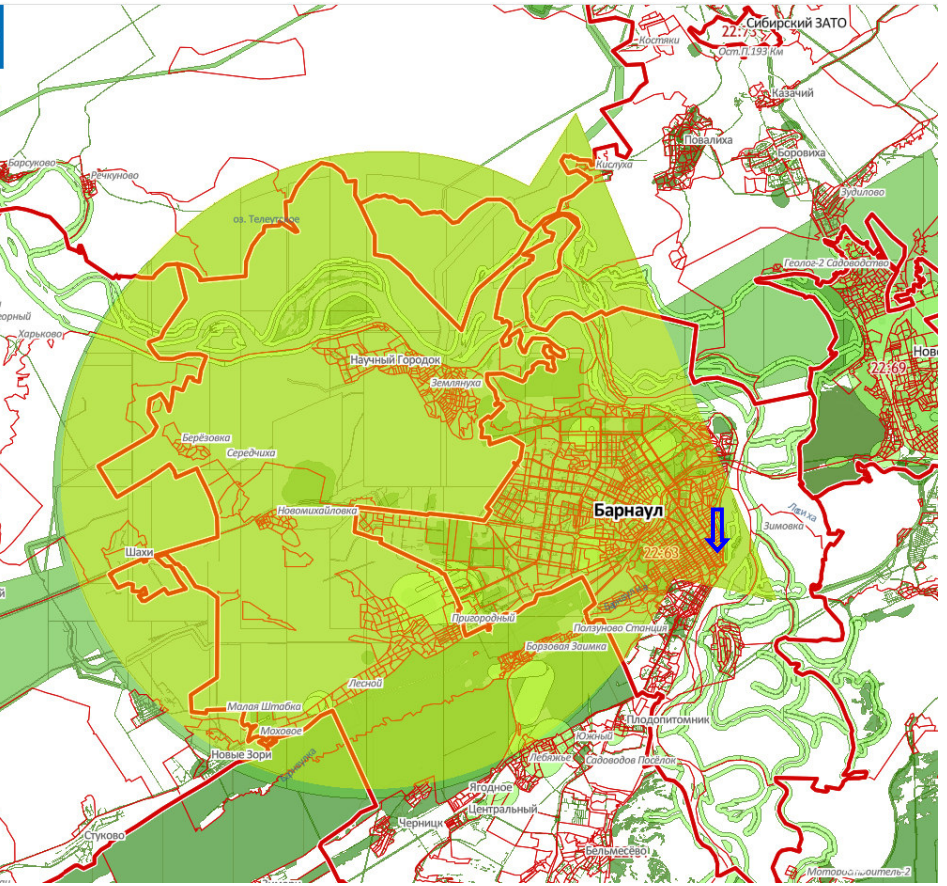 Сибирский ЗАТО
Костяки
Ост.П.193 Км
Казачий
Повалиха
Боровиха
Барсуково
Речкуново
Кислуха
Зудилово
оз. Телеутское
Геолог-2 Садоводство
Харьково
Научный Городок
Землянуха
22:69
Берёзовка
Середчиха
Новомихайловка
Барнаул
Зимовка
Шахи
22:63
Пригородный
Ползуново Станция
Борзовая Заимка
Лесной
Малая Штабка
Моховое
Плодопитомник
Южный
Новые Зори
Лебяжье
Садоводов Посёлок
Ягодное
Центральный
Черницк
Стуково
Бельмесёво